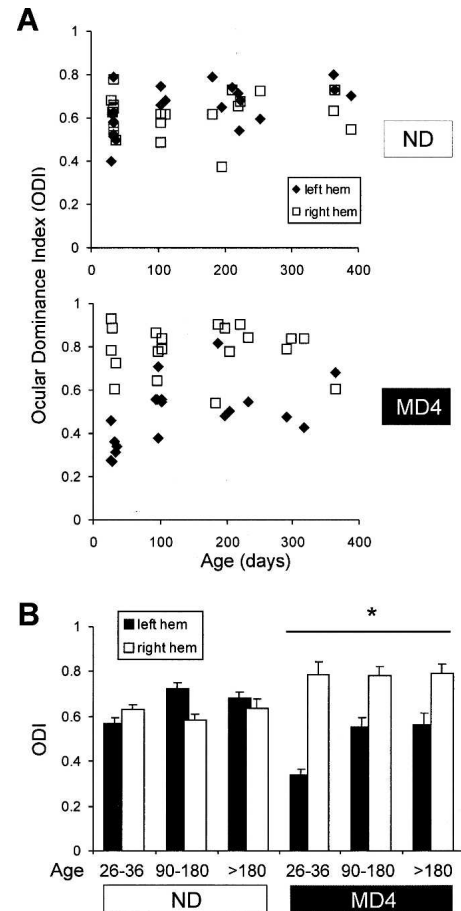 A
Ocular Dominance Index (ODI)
1
0.8
0.6
0.4
0.2
0
0 100 200 300 400
left hem
right hem
ND
1
0.8
0.6
0.4
0.2
0
0 100 200 300 400
Age (days)
MD4
B
left hem
right hem
*
ODI
1
0.8
0.6
0.4
0.2
0
Age 26-36 90-180 >180 26-36 90-180 >180
ND MD4